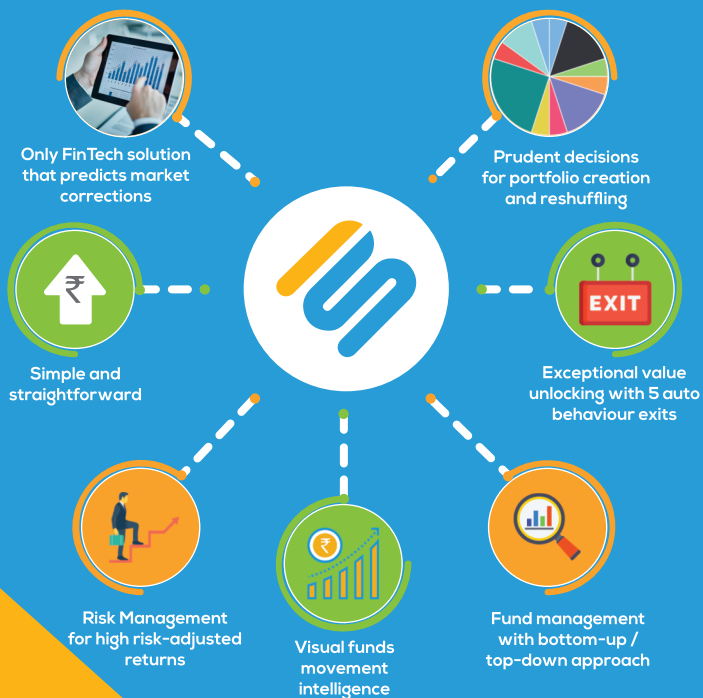 Only FinTech solution
that predicts market
corrections
Prudent decisions
for portfolio creation
and reshuffling
₹
Simple and
straightforward
EXIT
Exceptional value
unlocking with 5 auto
behaviour exits
Risk Management
for high risk-adjusted
returns
₹
Visual funds
movement
intelligence
Fund management
with bottom-up /
top-down approach